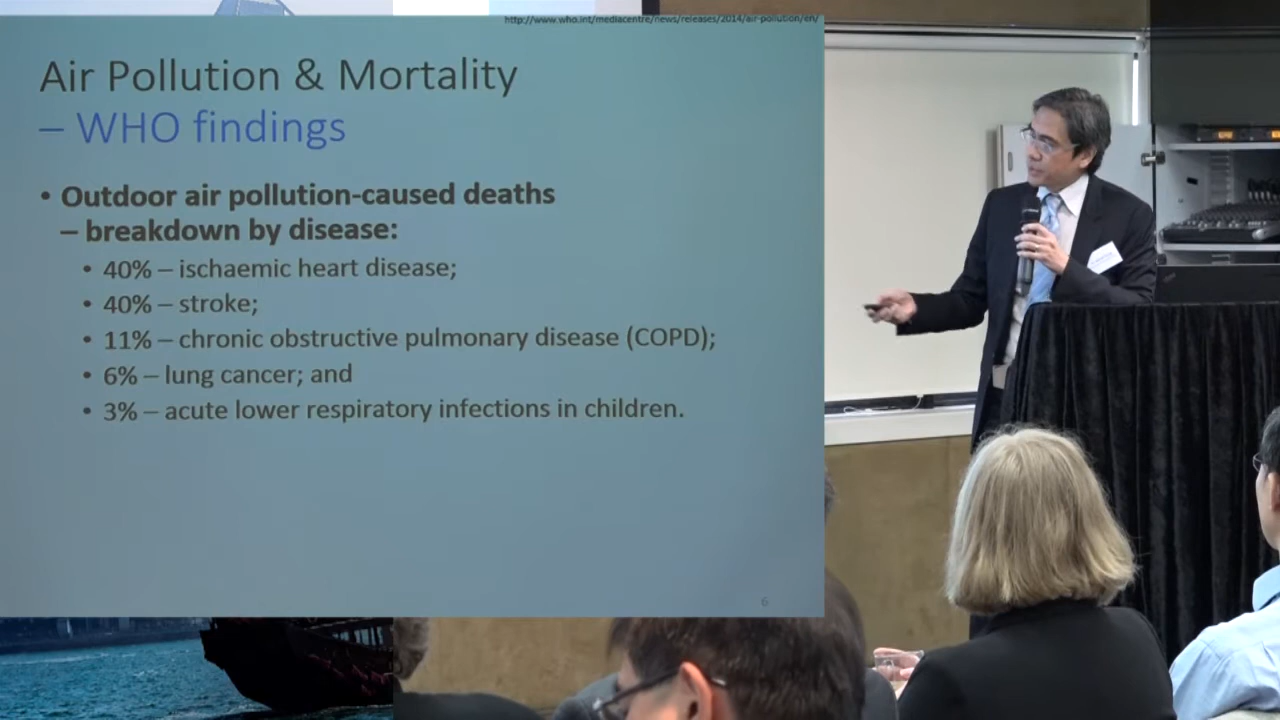 http://www.who.int/mediacentre/news/releases/2014/air-pollution/en/
Air Pollution & Mortality
– WHO findings
• Outdoor air pollution-caused deaths
– breakdown by disease:
• 40% – ischaemic heart disease;
• 40% – stroke;
• 11% – chronic obstructive pulmonary disease (COPD);
• 6% – lung cancer; and
• 3% – acute lower respiratory infections in children.
6